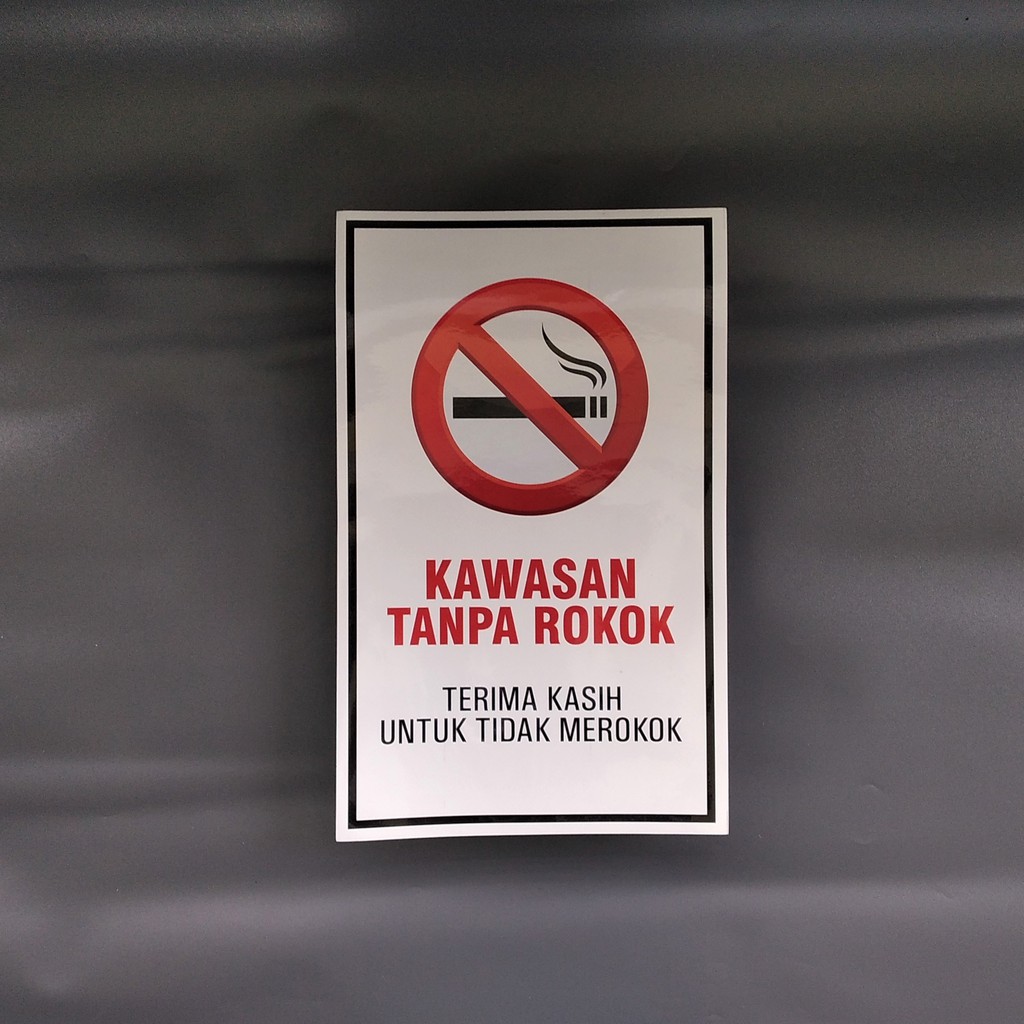 KAWASAN
TANPA ROKOK
TERIMA KASIH
UNTUK TIDAK MEROKOK